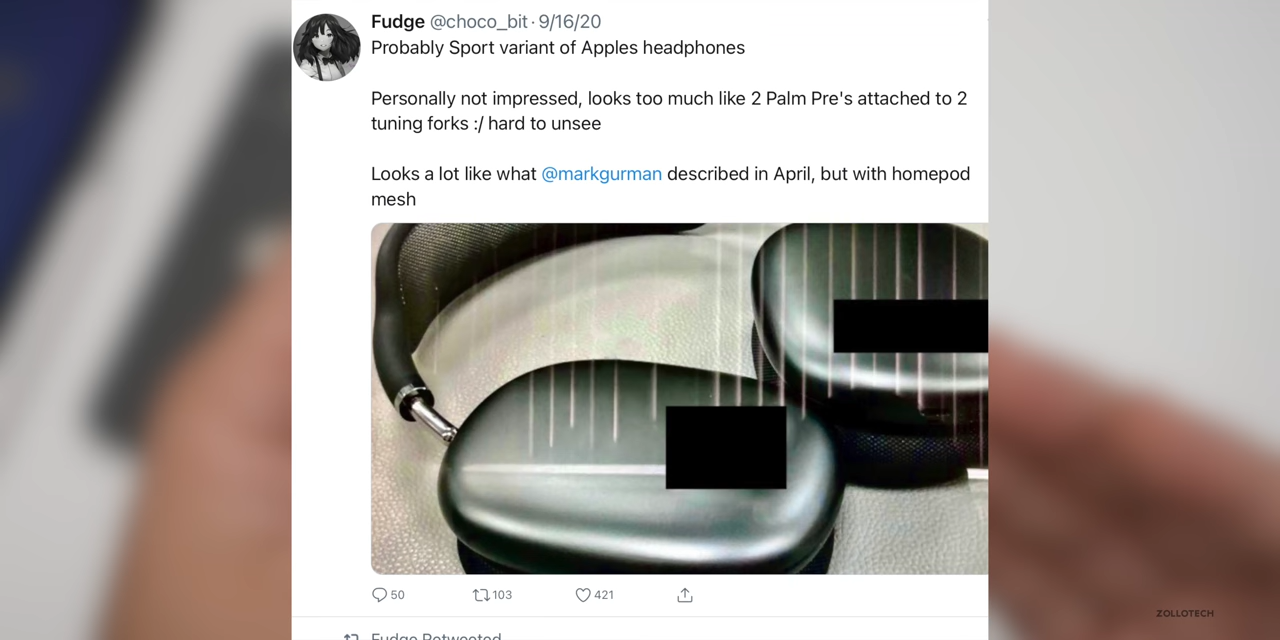 Fudge @choco_bit · 9/16/20
Probably Sport variant of Apples headphones
Personally not impressed, looks too much like 2 Palm Pre's attached to 2
tuning forks :/ hard to unsee
Looks a lot like what @markgurman described in April, but with homepod
mesh
50 103 421
Fudge Retweeted
ZOLLOTECH